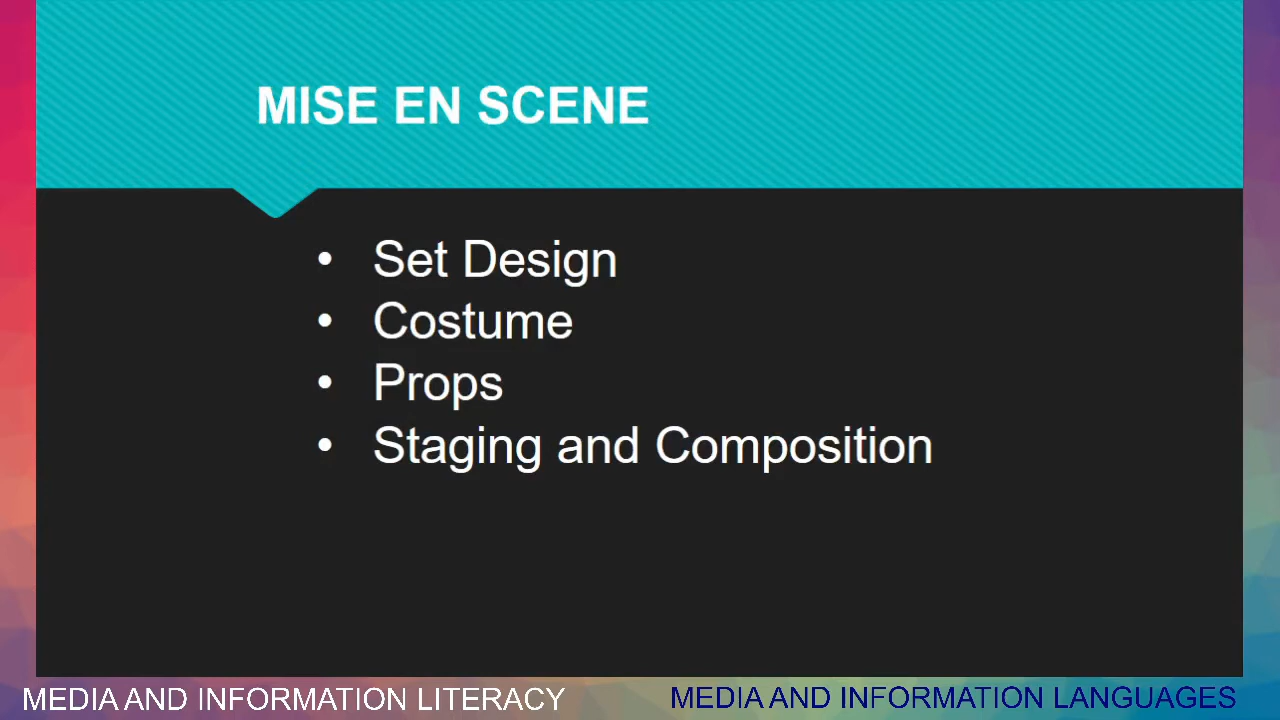 MISE EN SCENE
• Set Design
• Costume
• Props
• Staging and Composition
MEDIA AND INFORMATION LITERACY
MEDIA AND INFORMATION LANGUAGES